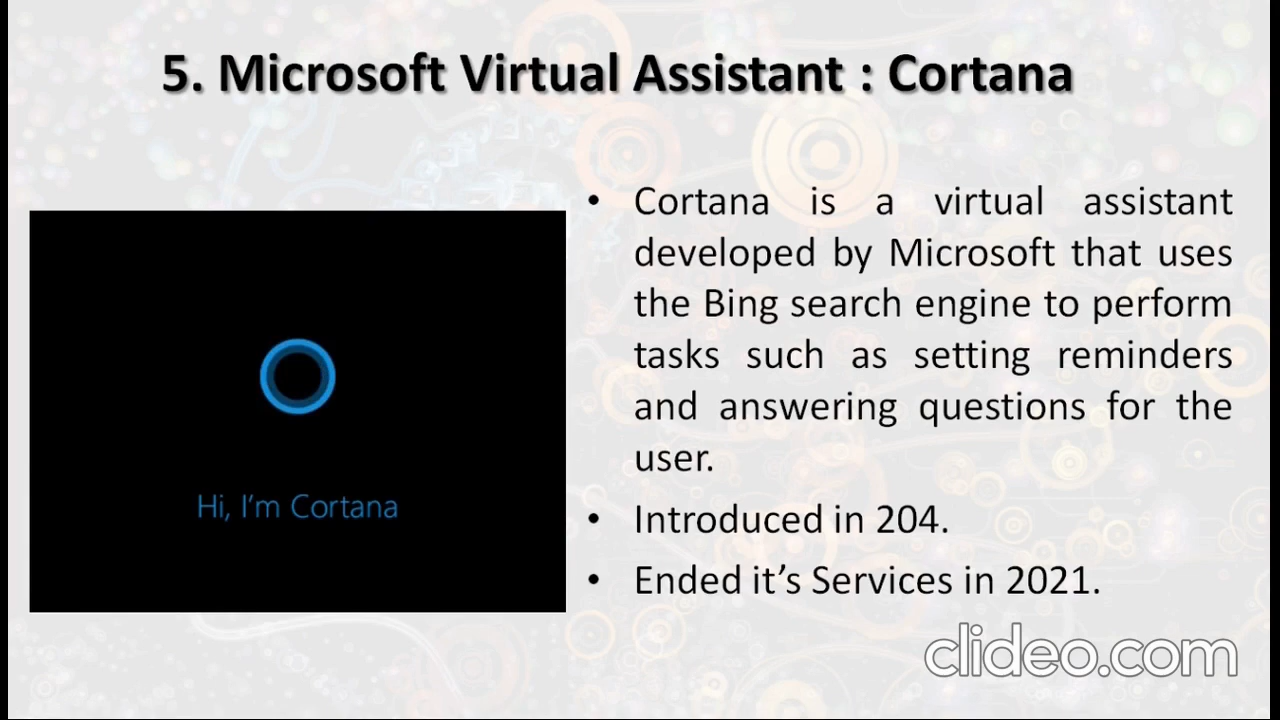 5. Microsoft Virtual Assistant : Cortana
• Cortana is a virtual assistant
developed by Microsoft that uses
the Bing search engine to perform
tasks such as setting reminders
and answering questions for the
user.
• Introduced in 204.
• Ended it’s Services in 2021.
Hi, I’m Cortana
clideo.com